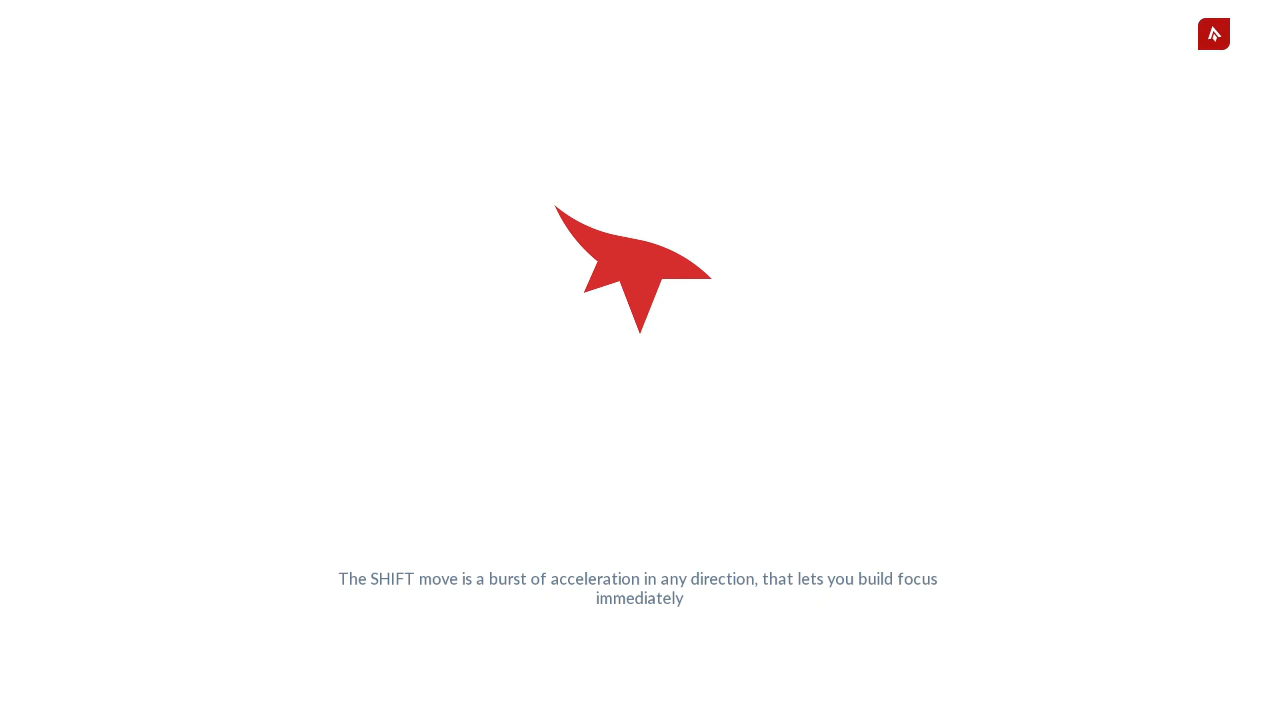 The SHIFT move is a burst of acceleration in any direction, that lets you build focus
immediately